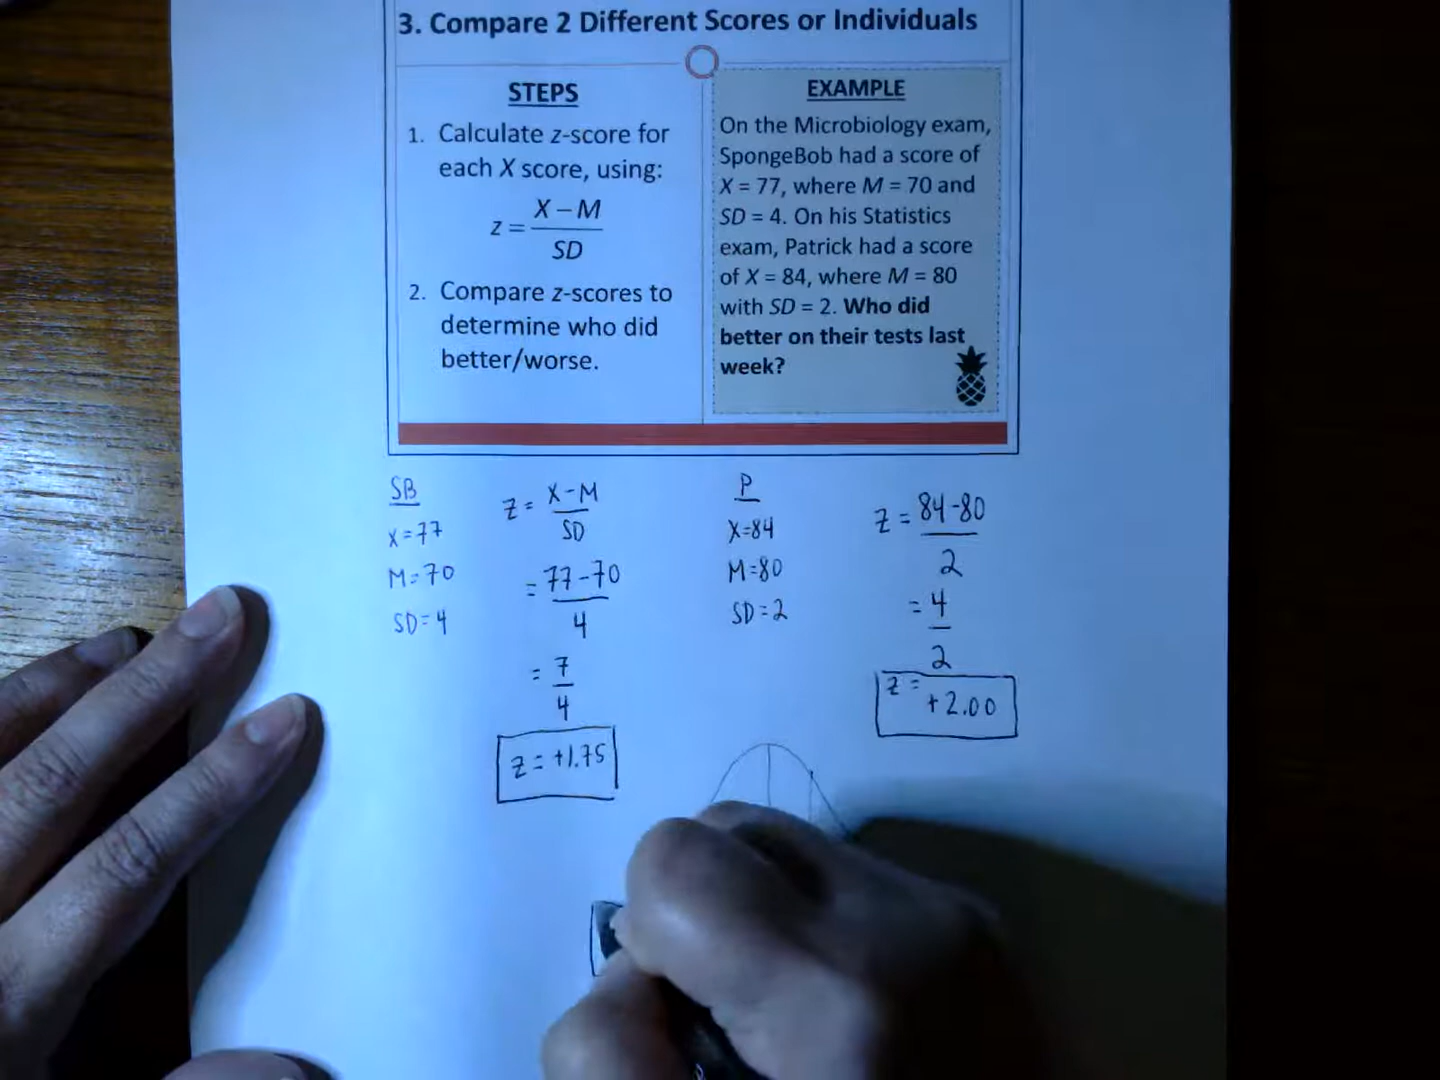 3. Compare 2 Different Scores or Individuals
STEPS
1. Calculate z-score for
each X score, using:
z = X – M
SD
2. Compare z-scores to
determine who did
better/worse.
EXAMPLE
On the Microbiology exam,
SpongeBob had a score of
X = 77, where M = 70 and
SD = 4. On his Statistics
exam, Patrick had a score
of X = 84, where M = 80
with SD = 2. Who did
better on their tests last
week?
SB
X=77
M=70
SD=4
z = X-M
SD
= 77-70
4
= 7
4
z = +1.75
P
X=84
M=80
SD=2
z = 84-80
2
= 4
2
z =
+2.00